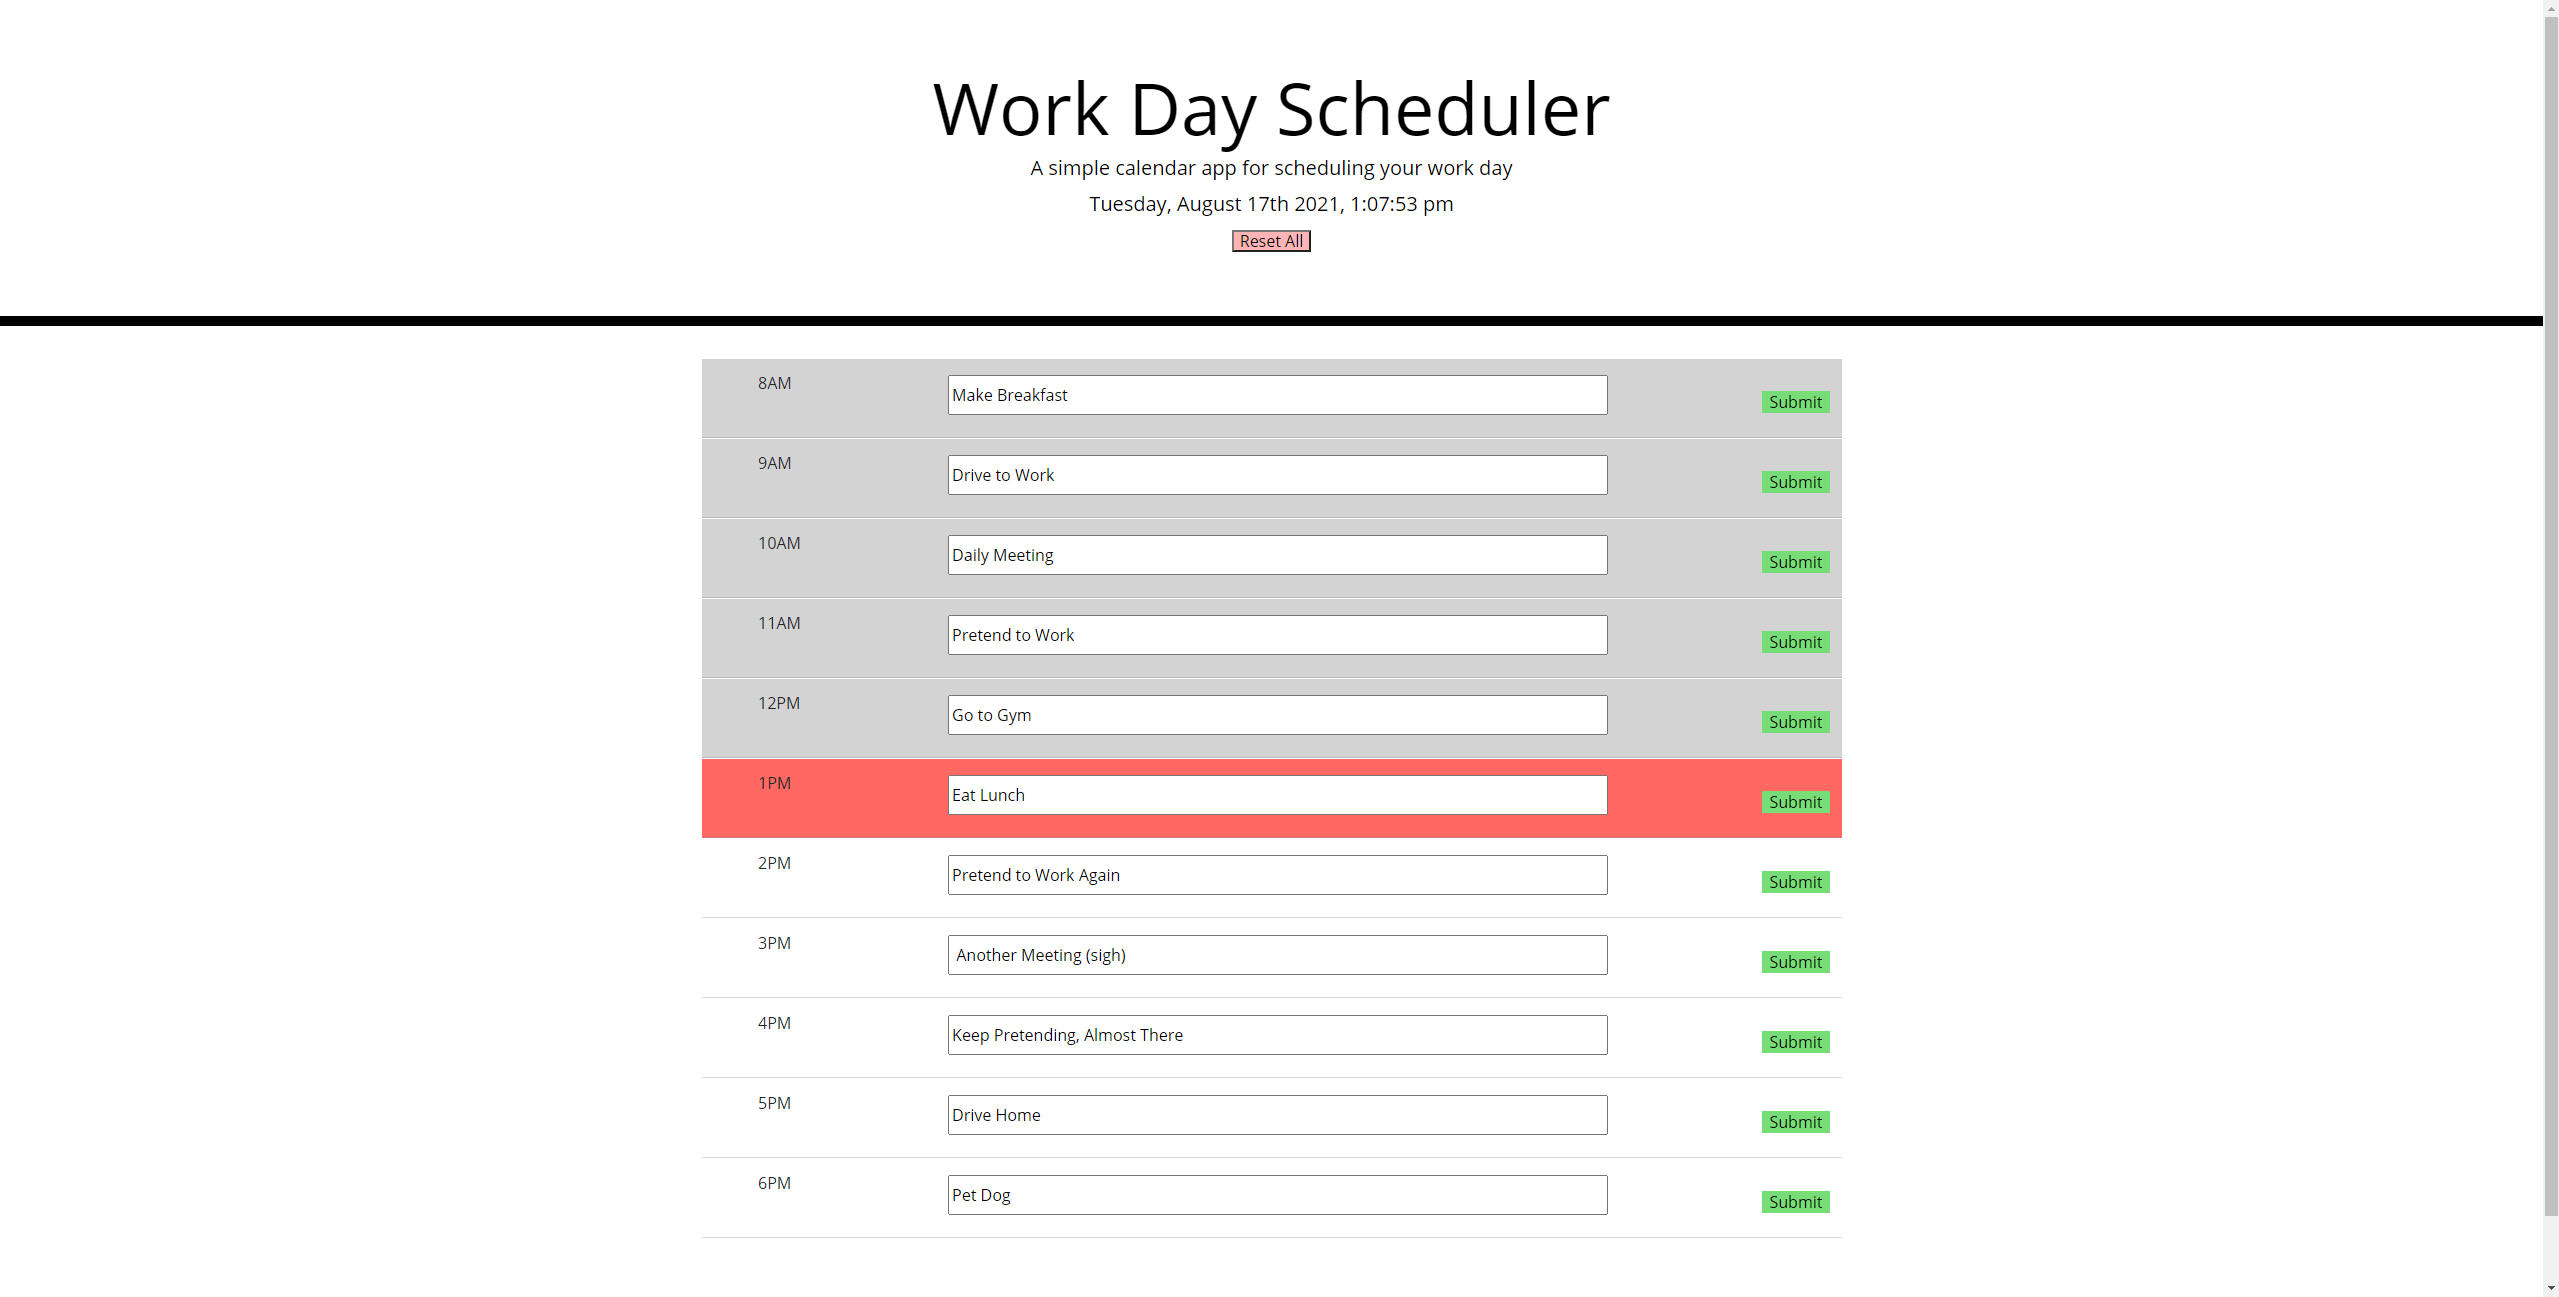 Work Day Scheduler
A simple calendar app for scheduling your work day
Tuesday, August 17th 2021, 1:07:53 pm
Reset All
8AM Make Breakfast Submit
9AM Drive to Work Submit
10AM Daily Meeting Submit
11AM Pretend to Work Submit
12PM Go to Gym Submit
1PM Eat Lunch Submit
2PM Pretend to Work Again Submit
3PM Another Meeting (sigh) Submit
4PM Keep Pretending, Almost There Submit
5PM Drive Home Submit
6PM Pet Dog Submit